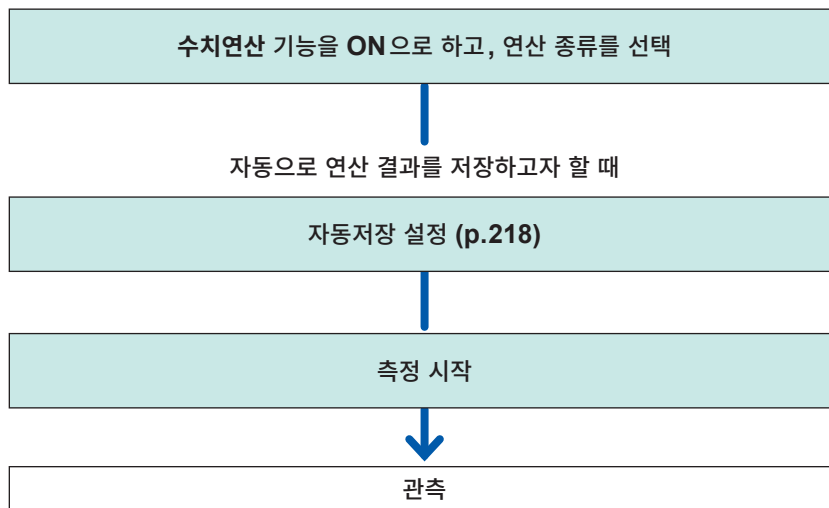 수치연산 기능을 ON으로 하고, 연산 종류를 선택
자동으로 연산 결과를 저장하고자 할 때
자동저장 설정 (p.218)
측정 시작
관측